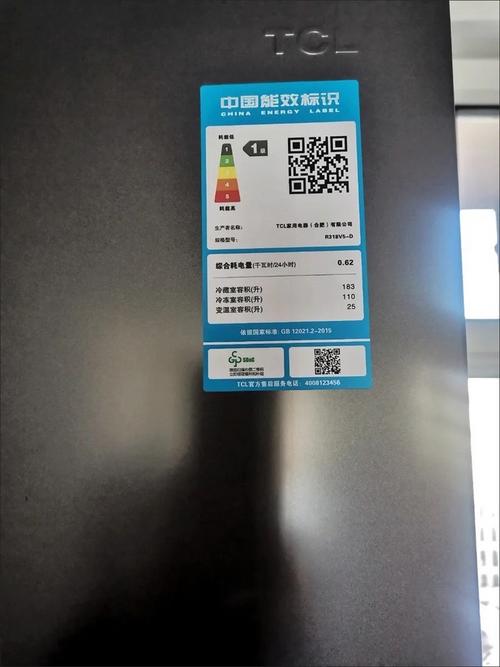 TCL
中国能效标识
CHINA ENERGY LABEL
耗能低
1
2
3
4
5
耗能高
1级
生产者名称: TCL家用电器(合肥)有限公司
规格型号: R318V5-D
综合耗电量(千瓦时/24小时) 0.62
冷藏室容积(升) 183
冷冻室容积(升) 110
变温室容积(升) 25
依据国家标准: GB 12021.2-2015
TCL官方售后服务电话: 4008123456